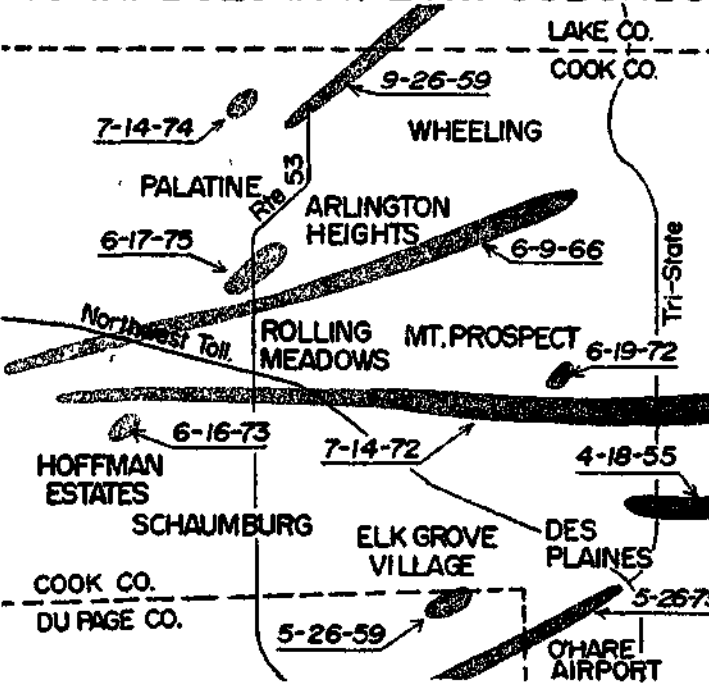 LAKE CO.
COOK CO.
9-26-59
7-14-74
WHEELING
Rte 53
PALATINE
ARLINGTON
HEIGHTS
6-17-75
6-9-66
Tri-State
Northwest Toll.
ROLLING
MEADOWS
MT. PROSPECT
6-19-72
6-16-73
7-14-72
4-18-55
HOFFMAN
ESTATES
SCHAUMBURG
ELK GROVE
VILLAGE
DES
PLAINES
COOK CO.
DU PAGE CO.
5-26-59
O'HARE
AIRPORT